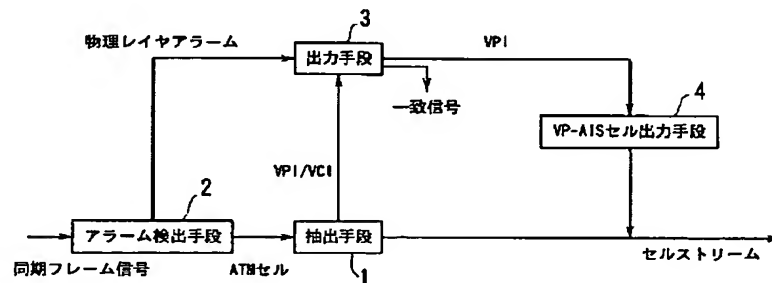 3
物理レイヤアラーム
出力手段
VPI
一致信号
4
VP-AISセル出力手段
VPI/VCI
2
アラーム検出手段
抽出手段
同期フレーム信号
ATMセル
1
セルストリーム